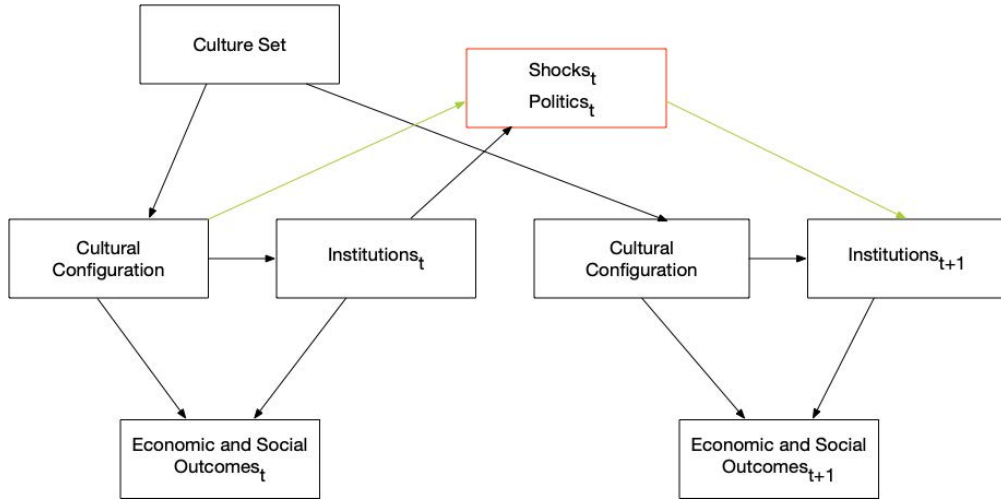 Culture Set
Shocks_t
Politics_t
Cultural
Configuration
Institutions_t
Cultural
Configuration
Institutions_t+1
Economic and Social
Outcomes_t
Economic and Social
Outcomes_t+1